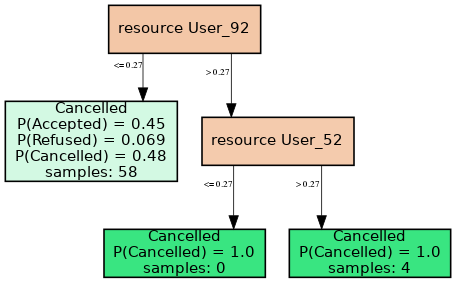 resource User_92
<=0.27
>0.27
Cancelled
P(Accepted) = 0.45
P(Refused) = 0.069
P(Cancelled) = 0.48
samples: 58
resource User_52
<=0.27
>0.27
Cancelled
P(Cancelled) = 1.0
samples: 0
Cancelled
P(Cancelled) = 1.0
samples: 4